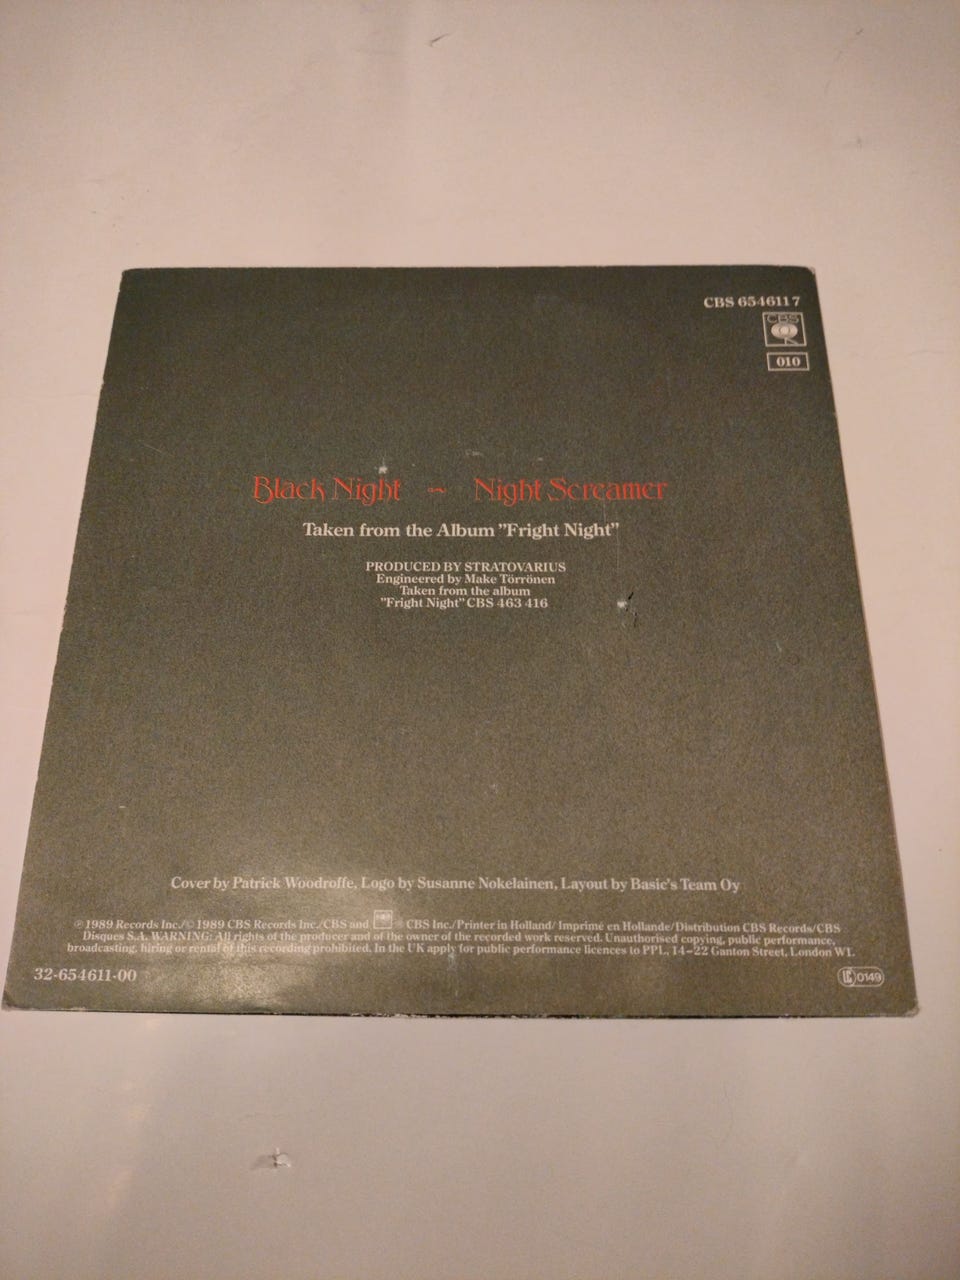 CBS 654611 7
CBS
010
Black Night ~ Night Screamer
Taken from the Album "Fright Night"
PRODUCED BY STRATOVARIUS
Engineered by Make Törrönen
Taken from the album
"Fright Night" CBS 463 416
Cover by Patrick Woodroffe, Logo by Susanne Nokelainen, Layout by Basic's Team Oy
℗ 1989 Records Inc./© 1989 CBS Records Inc./CBS and CBS ® CBS Inc./Printer in Holland/Imprimé en Hollande/Distribution CBS Records/CBS
Disques S.A. WARNING: All rights of the producer and of the owner of the recorded work reserved. Unauthorised copying, public performance,
broadcasting, hiring or rental of this recording prohibited. In the UK apply for public performance licences to PPL, 14-22 Ganton Street, London W1.
32-654611-00
LC 0149